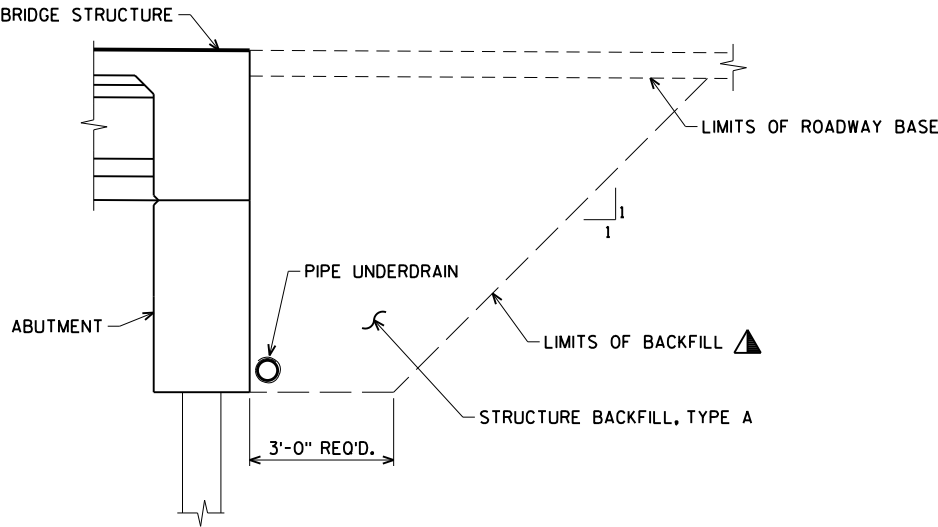 BRIDGE STRUCTURE
LIMITS OF ROADWAY BASE
1
1
PIPE UNDERDRAIN
ABUTMENT
LIMITS OF BACKFILL
STRUCTURE BACKFILL, TYPE A
3'-0" REQ'D.